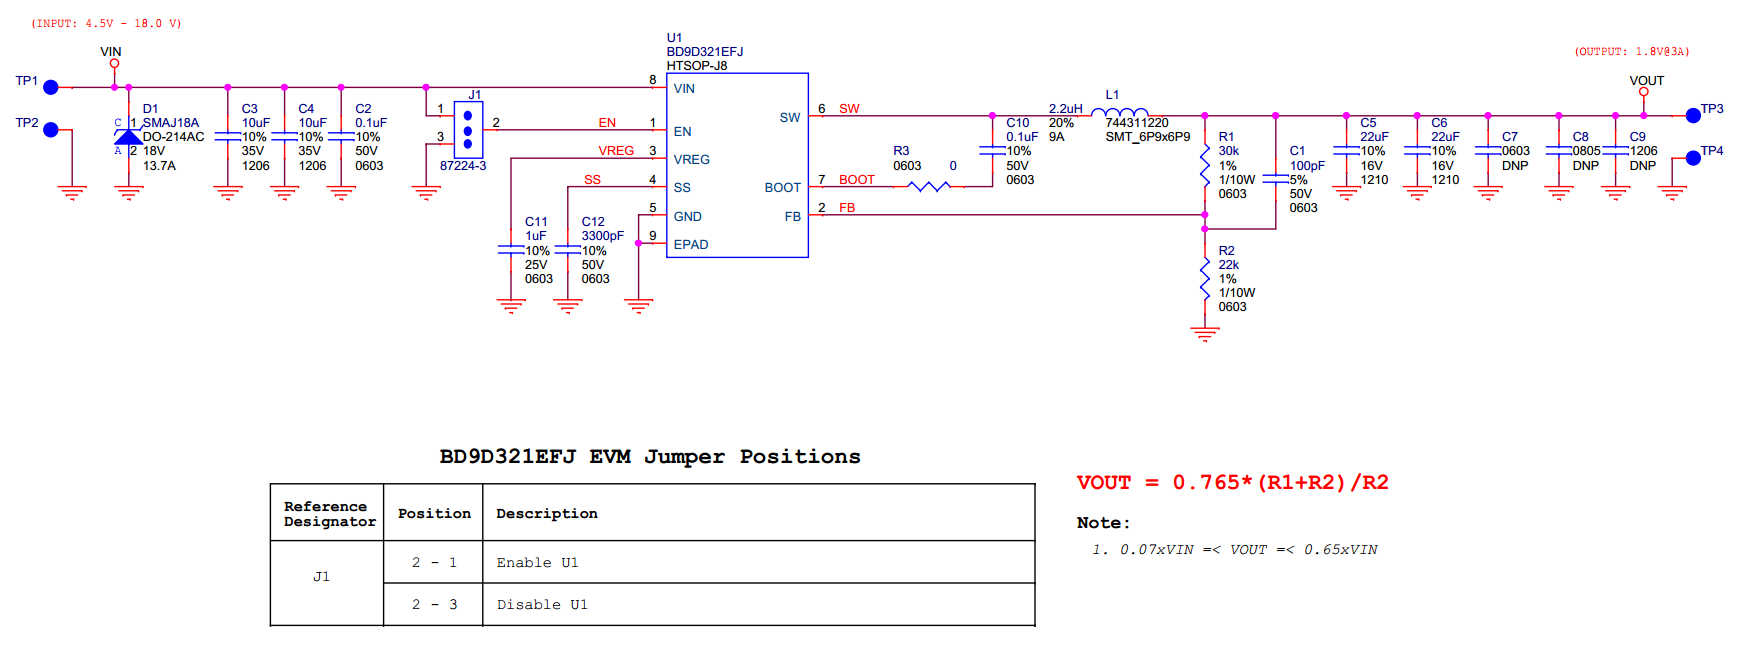 (INPUT: 4.5V - 18.0 V)
VIN
TP1
TP2
C 1
A 2
D1
SMAJ18A
DO-214AC
18V
13.7A
C3
10uF
10%
35V
1206
C4
10uF
10%
35V
1206
C2
0.1uF
10%
50V
0603
J1
1
3
2
87224-3
EN
VREG
SS
C11
1uF
10%
25V
0603
C12
3300pF
10%
50V
0603
U1
BD9D321EFJ
HTSOP-J8
8 VIN
1 EN
3 VREG
4 SS
5 GND
9 EPAD
SW 6 SW
BOOT 7 BOOT
FB 2 FB
R3
0603 0
C10
0.1uF
10%
50V
0603
L1
2.2uH
20%
9A
744311220
SMT_6P9x6P9
R1
30k
1%
1/10W
0603
C1
100pF
5%
50V
0603
R2
22k
1%
1/10W
0603
C5
22uF
10%
16V
1210
C6
22uF
10%
16V
1210
C7
0603
DNP
C8
0805
DNP
C9
1206
DNP
(OUTPUT: 1.8V@3A)
VOUT
TP3
TP4
BD9D321EFJ EVM Jumper Positions
Reference
Designator
Position
Description
J1
2 - 1
Enable U1
2 - 3
Disable U1
VOUT = 0.765*(R1+R2)/R2
Note:
1. 0.07xVIN =< VOUT =< 0.65xVIN